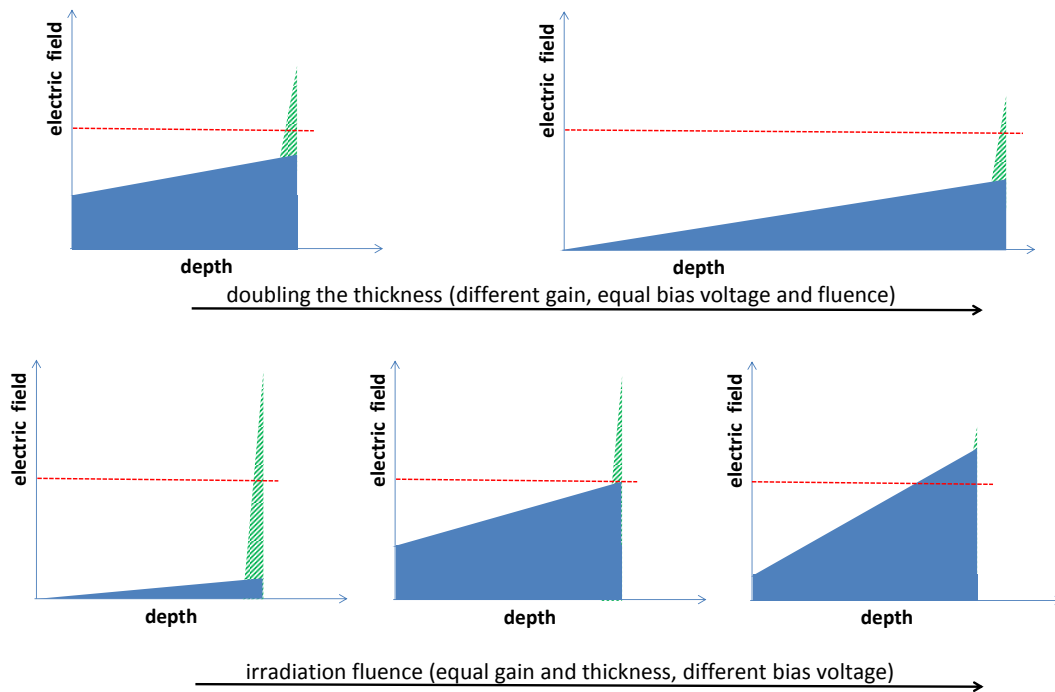 electric field
electric field
depth
depth
doubling the thickness (different gain, equal bias voltage and fluence)
electric field
electric field
electric field
depth
depth
depth
irradiation fluence (equal gain and thickness, different bias voltage)